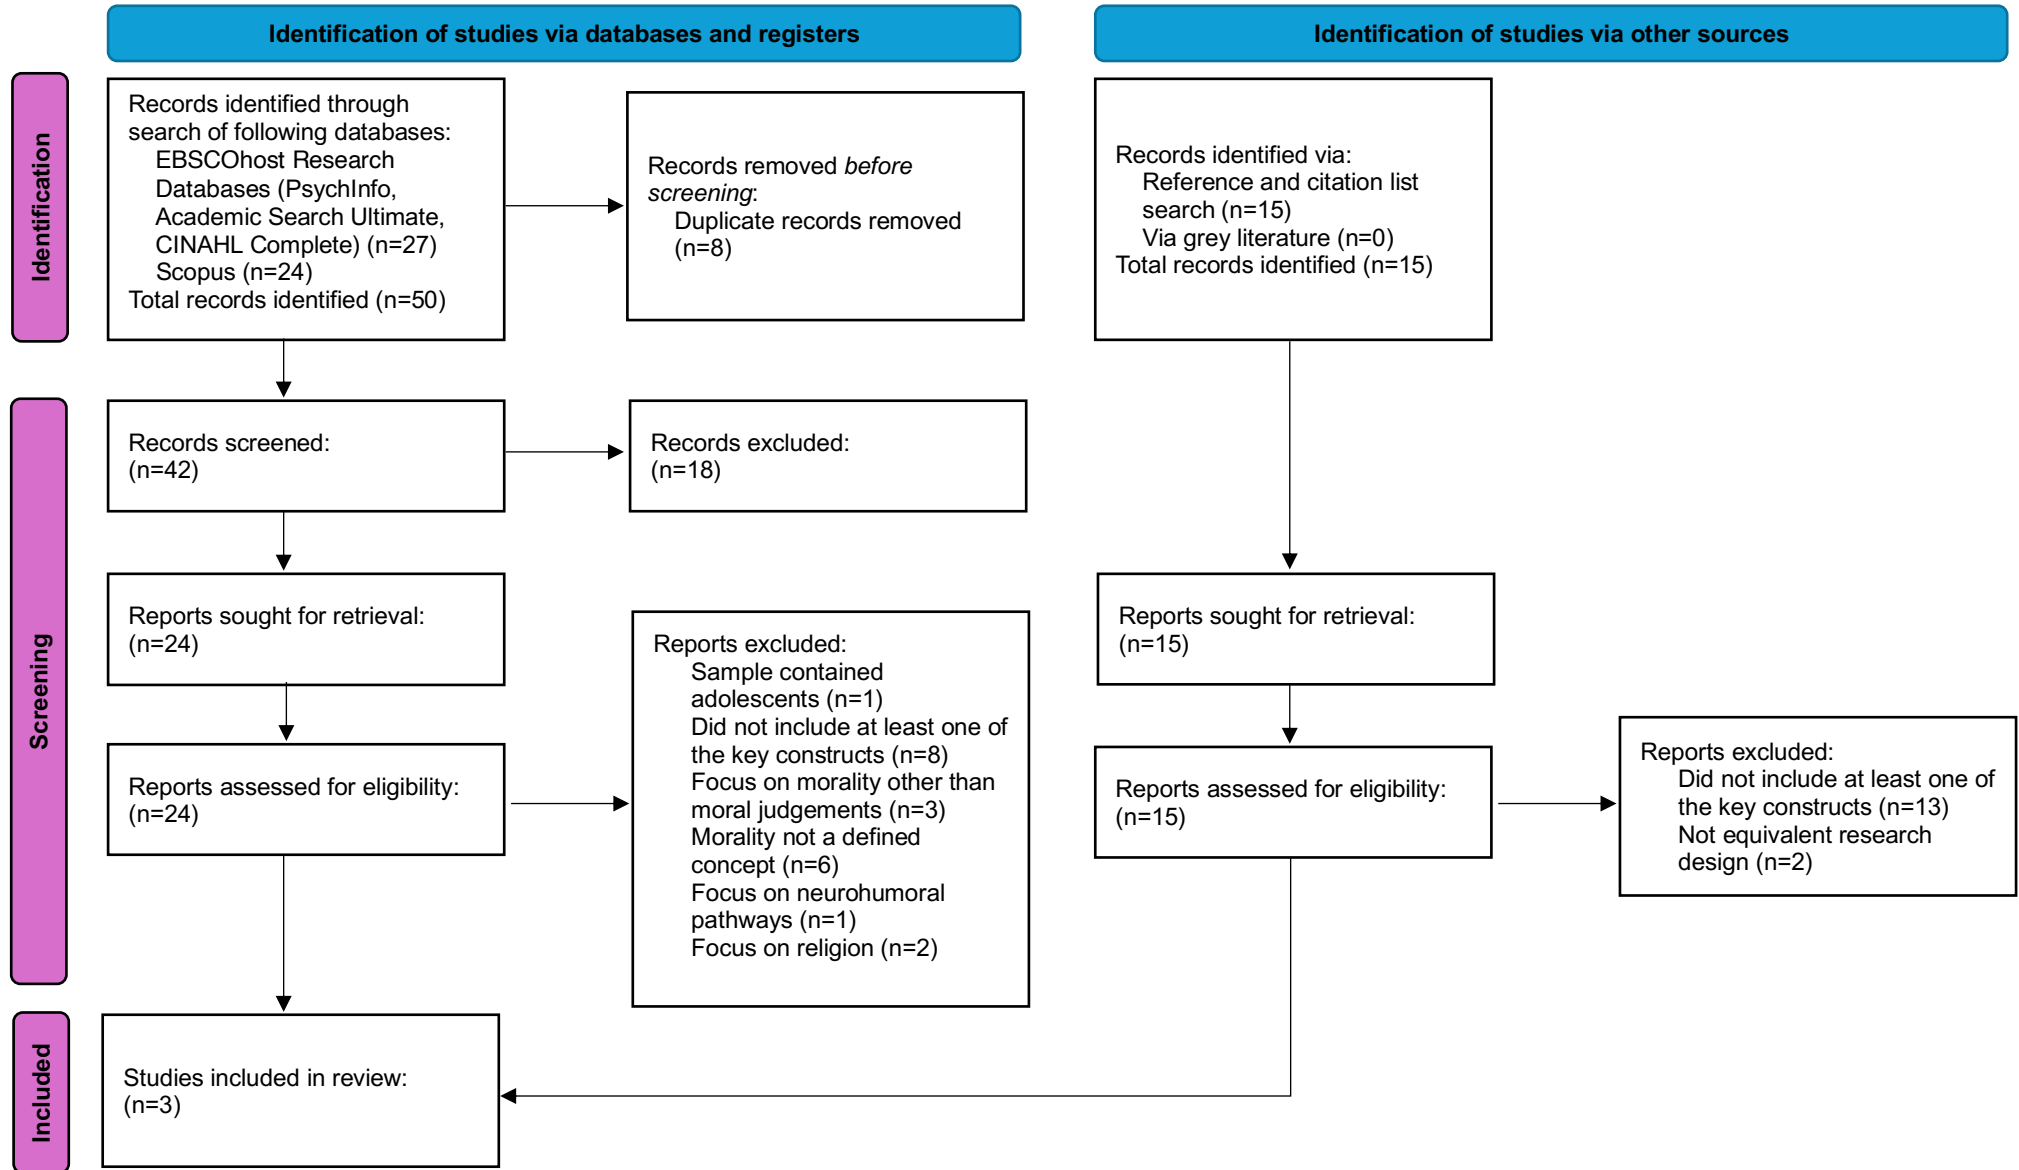 Identification of studies via databases and registers
Identification of studies via other sources
Identification
Records identified through
search of following databases:
EBSCOhost Research
Databases (PsychInfo,
Academic Search Ultimate,
CINAHL Complete) (n=27)
Scopus (n=24)
Total records identified (n=50)
Records removed before
screening:
Duplicate records removed
(n=8)
Records identified via:
Reference and citation list
search (n=15)
Via grey literature (n=0)
Total records identified (n=15)
Screening
Records screened:
(n=42)
Records excluded:
(n=18)
Reports sought for retrieval:
(n=24)
Reports sought for retrieval:
(n=15)
Reports assessed for eligibility:
(n=24)
Reports excluded:
Sample contained
adolescents (n=1)
Did not include at least one of
the key constructs (n=8)
Focus on morality other than
moral judgements (n=3)
Morality not a defined
concept (n=6)
Focus on neurohumoral
pathways (n=1)
Focus on religion (n=2)
Reports assessed for eligibility:
(n=15)
Reports excluded:
Did not include at least one of
the key constructs (n=13)
Not equivalent research
design (n=2)
Included
Studies included in review:
(n=3)